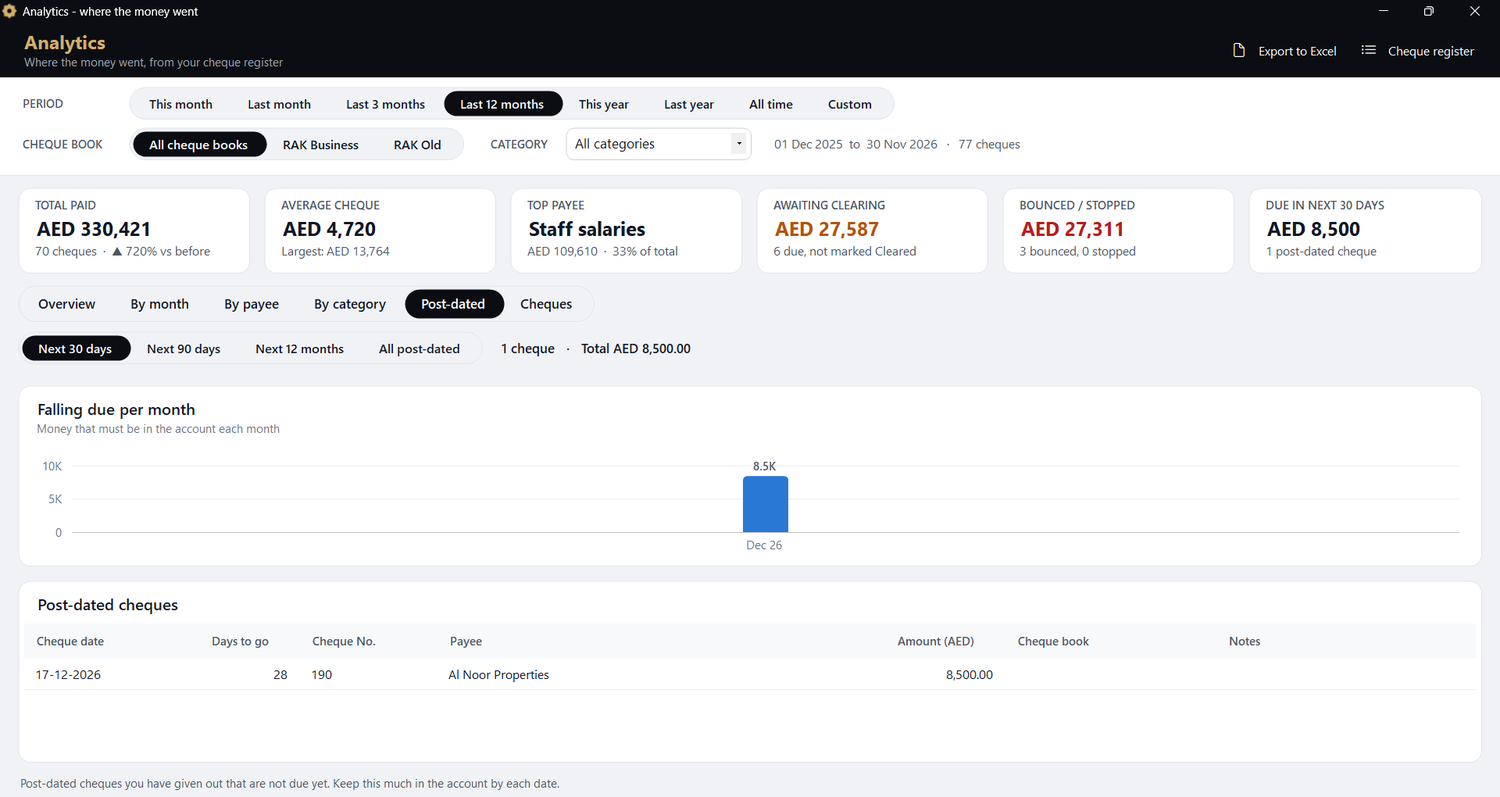 Analytics - where the money went
Analytics
Where the money went, from your cheque register
Export to Excel
Cheque register
PERIOD
This month
Last month
Last 3 months
Last 12 months
This year
Last year
All time
Custom
CHEQUE BOOK
All cheque books
RAK Business
RAK Old
CATEGORY
All categories
01 Dec 2025 to 30 Nov 2026 · 77 cheques
TOTAL PAID
AED 330,421
70 cheques · ▲ 720% vs before
AVERAGE CHEQUE
AED 4,720
Largest: AED 13,764
TOP PAYEE
Staff salaries
AED 109,610 · 33% of total
AWAITING CLEARING
AED 27,587
6 due, not marked Cleared
BOUNCED / STOPPED
AED 27,311
3 bounced, 0 stopped
DUE IN NEXT 30 DAYS
AED 8,500
1 post-dated cheque
Overview
By month
By payee
By category
Post-dated
Cheques
Next 30 days
Next 90 days
Next 12 months
All post-dated
1 cheque · Total AED 8,500.00
Falling due per month
Money that must be in the account each month
10K
8.5K
5K
0
Dec 26
Post-dated cheques
Cheque date Days to go Cheque No. Payee Amount (AED) Cheque book Notes
17-12-2026 28 190 Al Noor Properties 8,500.00
Post-dated cheques you have given out that are not due yet. Keep this much in the account by each date.